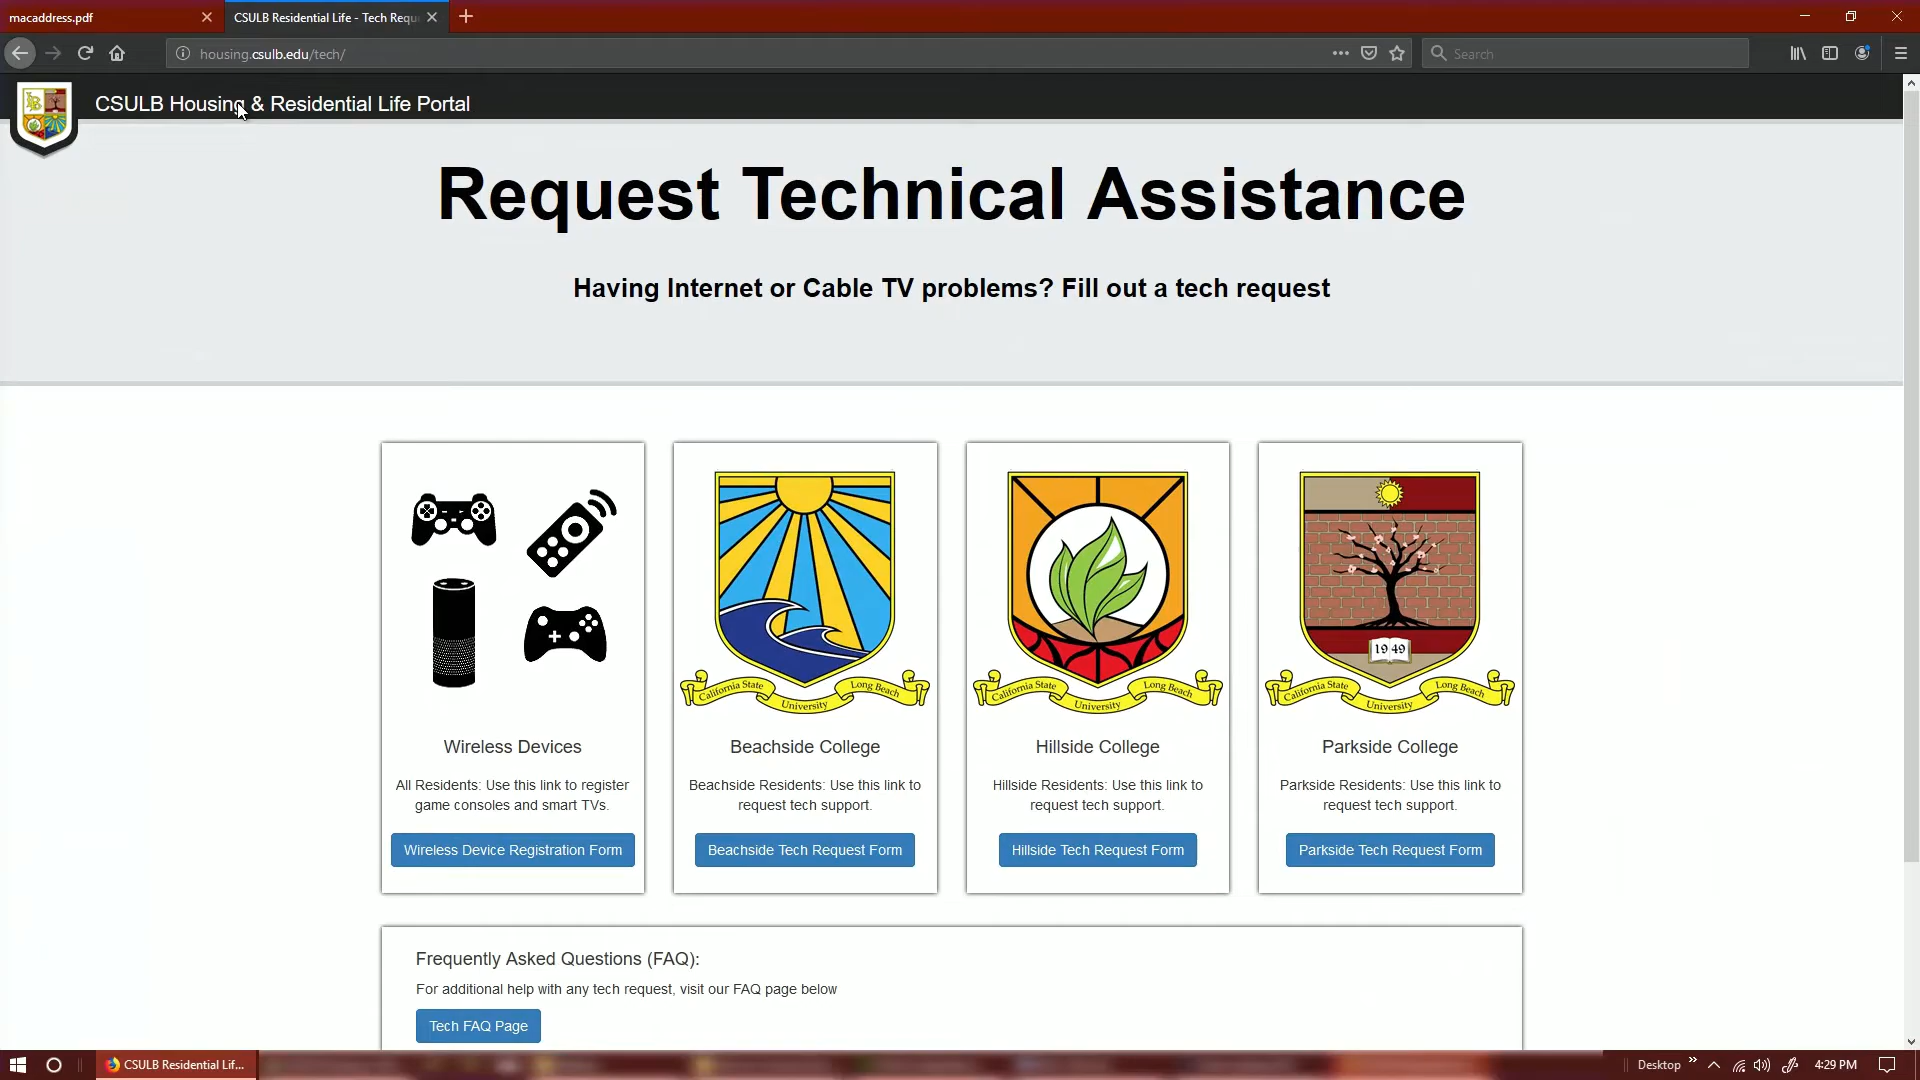 macaddress.pdf
CSULB Residential Life - Tech Requ
housing.csulb.edu/tech/
Search
CSULB Housing & Residential Life Portal
Request Technical Assistance
Having Internet or Cable TV problems? Fill out a tech request
California State
University
Long Beach
California State
University
Long Beach
19 49
California State
University
Long Beach
Wireless Devices
All Residents: Use this link to register
game consoles and smart TVs.
Wireless Device Registration Form
Beachside College
Beachside Residents: Use this link to
request tech support.
Beachside Tech Request Form
Hillside College
Hillside Residents: Use this link to
request tech support.
Hillside Tech Request Form
Parkside College
Parkside Residents: Use this link to
request tech support.
Parkside Tech Request Form
Frequently Asked Questions (FAQ):
For additional help with any tech request, visit our FAQ page below
Tech FAQ Page
CSULB Residential Lif...
Desktop
4:29 PM